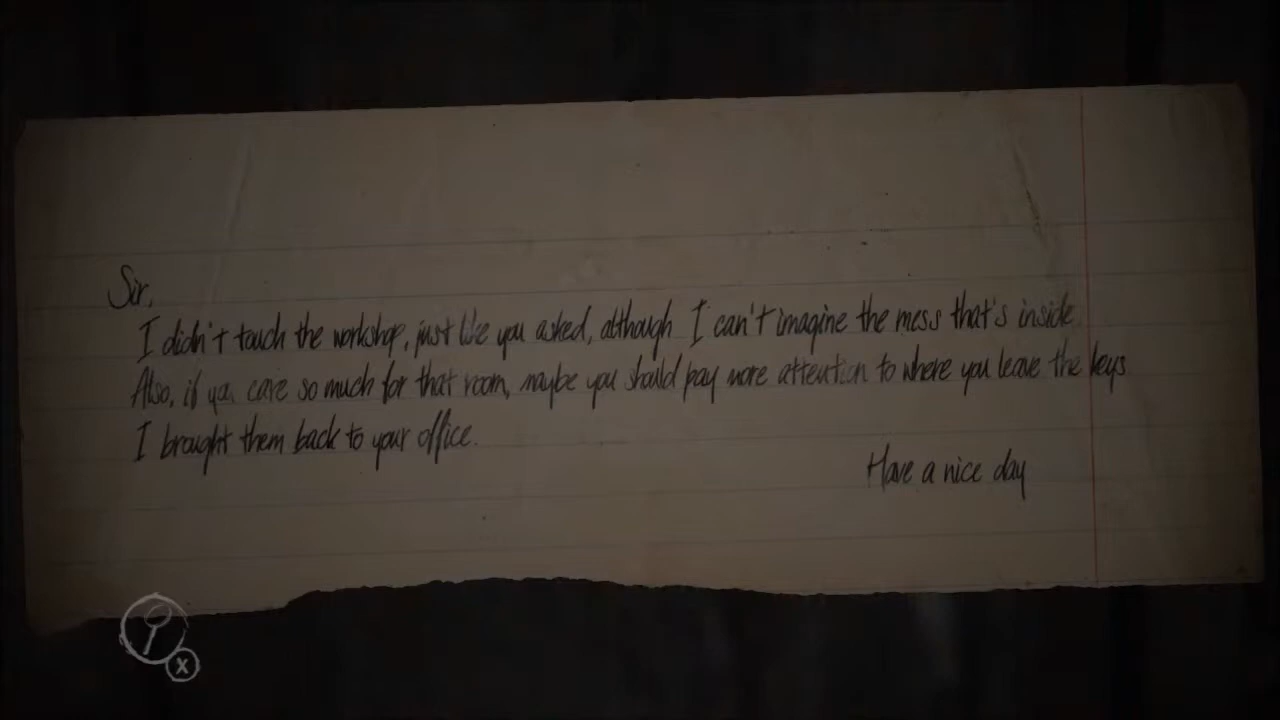 Sir,
I didn't touch the workshop, just like you asked, although I can't imagine the mess that's inside
Also, if you care so much for that room, maybe you should pay more attention to where you leave the keys
I brought them back to your office.
Have a nice day
X